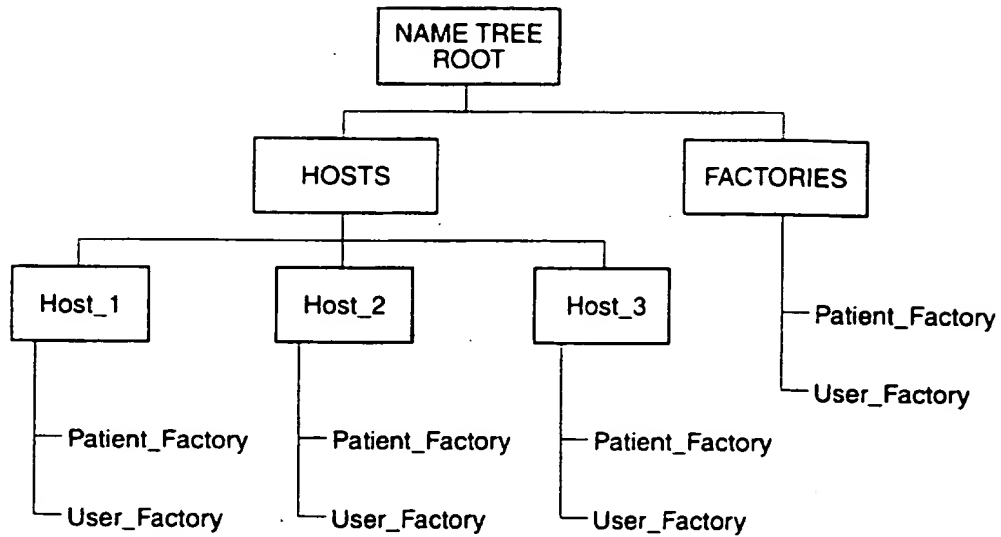 NAME TREE
ROOT
HOSTS
FACTORIES
Host_1
Host_2
Host_3
Patient_Factory
User_Factory
Patient_Factory
Patient_Factory
Patient_Factory
User_Factory
User_Factory
User_Factory